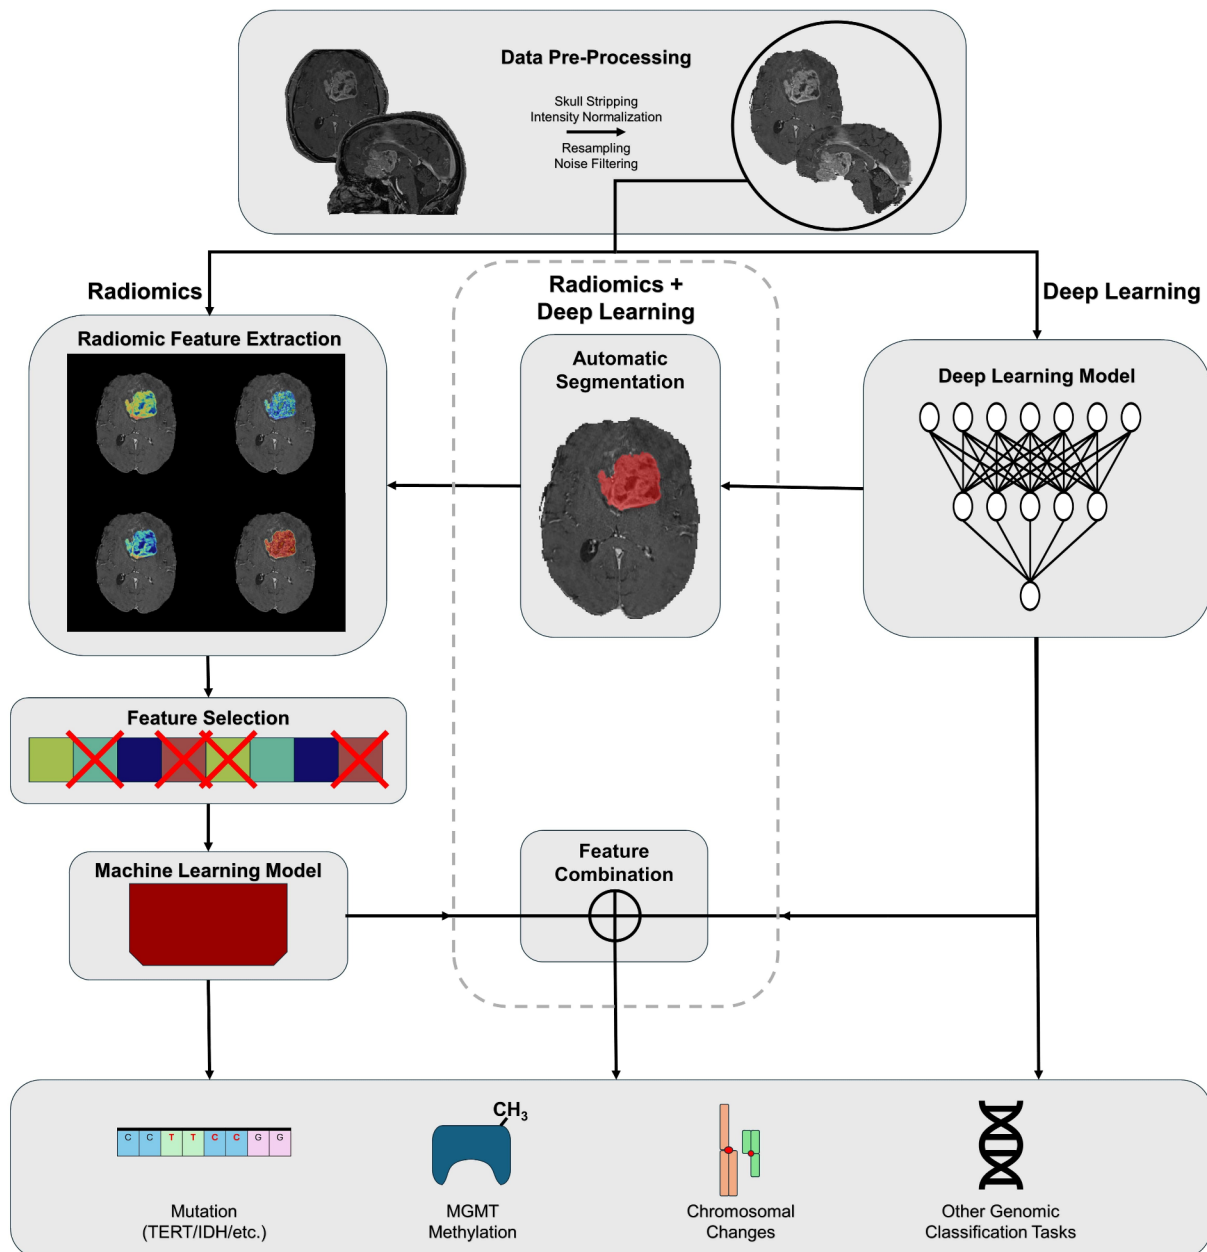 Data Pre-Processing
Skull Stripping
Intensity Normalization
Resampling
Noise Filtering
Radiomics
Radiomics +
Deep Learning
Deep Learning
Radiomic Feature Extraction
Automatic
Segmentation
Deep Learning Model
Feature Selection
Machine Learning Model
Feature
Combination
C C T T C C G G
CH₃
Mutation
(TERT/IDH/etc.)
MGMT
Methylation
Chromosomal
Changes
Other Genomic
Classification Tasks